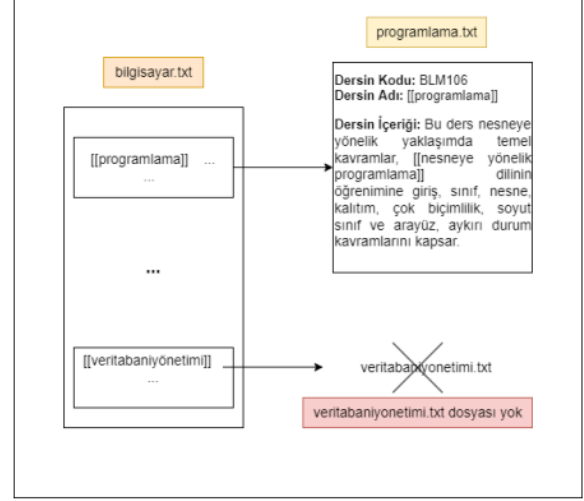 programlama.txt
bilgisayar.txt
Dersin Kodu: BLM106
Dersin Adı: [[programlama]]
Dersin İçeriği: Bu ders nesneye
yönelik yaklaşımda temel
kavramlar, [[nesneye yönelik
programlama]] dilinin
öğrenimine giriş, sınıf, nesne,
kalıtım, çok biçimlilik, soyut
sınıf ve arayüz, aykırı durum
kavramlarını kapsar.
[[programlama]] ...
...
...
[[veritabaniyönetimi]]
...
veritabaniyonetimi.txt
veritabaniyonetimi.txt dosyası yok